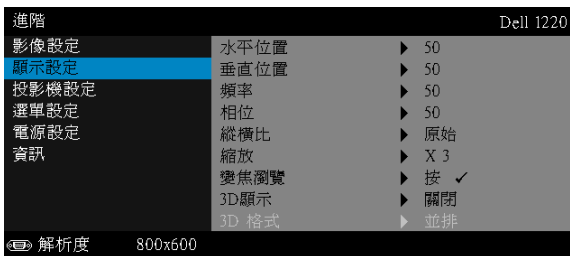 進階 Dell 1220
影像設定
顯示設定
投影機設定
選單設定
電源設定
資訊
水平位置 50
垂直位置 50
頻率 50
相位 50
縱橫比 原始
縮放 X 3
變焦瀏覽 按 ✓
3D顯示 關閉
3D 格式 並排
解析度 800x600